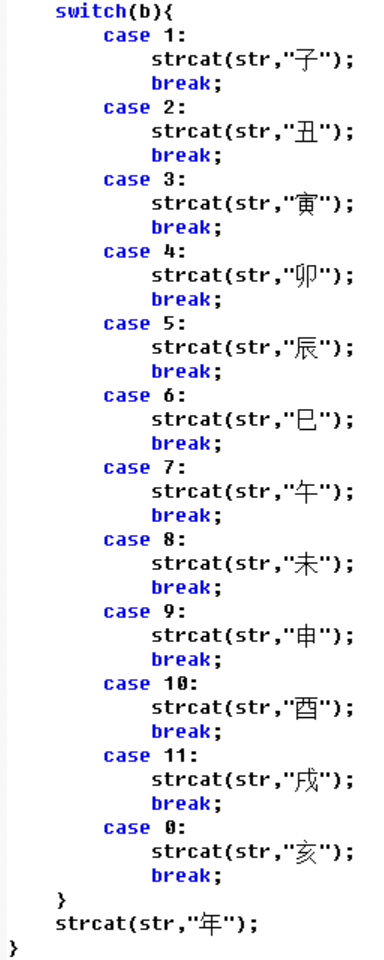 switch(b){
case 1:
strcat(str,"子");
break;
case 2:
strcat(str,"丑");
break;
case 3:
strcat(str,"寅");
break;
case 4:
strcat(str,"卯");
break;
case 5:
strcat(str,"辰");
break;
case 6:
strcat(str,"巳");
break;
case 7:
strcat(str,"午");
break;
case 8:
strcat(str,"未");
break;
case 9:
strcat(str,"申");
break;
case 10:
strcat(str,"酉");
break;
case 11:
strcat(str,"戌");
break;
case 0:
strcat(str,"亥");
break;
}
strcat(str,"年");
}